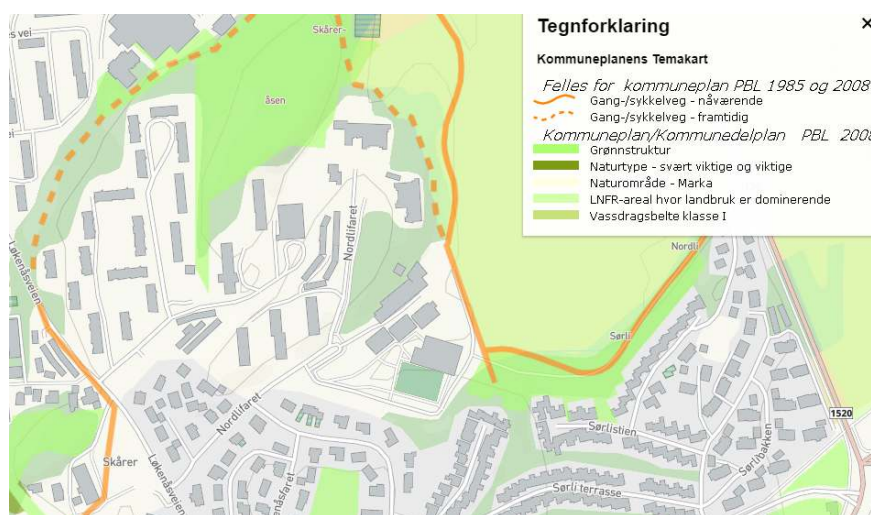 Tegnforklaring
×
Kommuneplanens Temakart
Felles for kommuneplan PBL 1985 og 2008
Gang-/sykkelveg - nåværende
Gang-/sykkelveg - framtidig
Kommuneplan/Kommunedelplan PBL 2008
Grønnstruktur
Naturtype - svært viktige og viktige
Naturområde - Marka
LNFR-areal hvor landbruk er dominerende
Vassdragsbelte klasse I
es vei
Skårer-
åsen
Løkenåsveien
Nordlifaret
Nordli
Sørli
Nordlifaret
1520
Sørlistien
Sørlibakken
Skårer
Løkenåsveien
Sørli terrasse